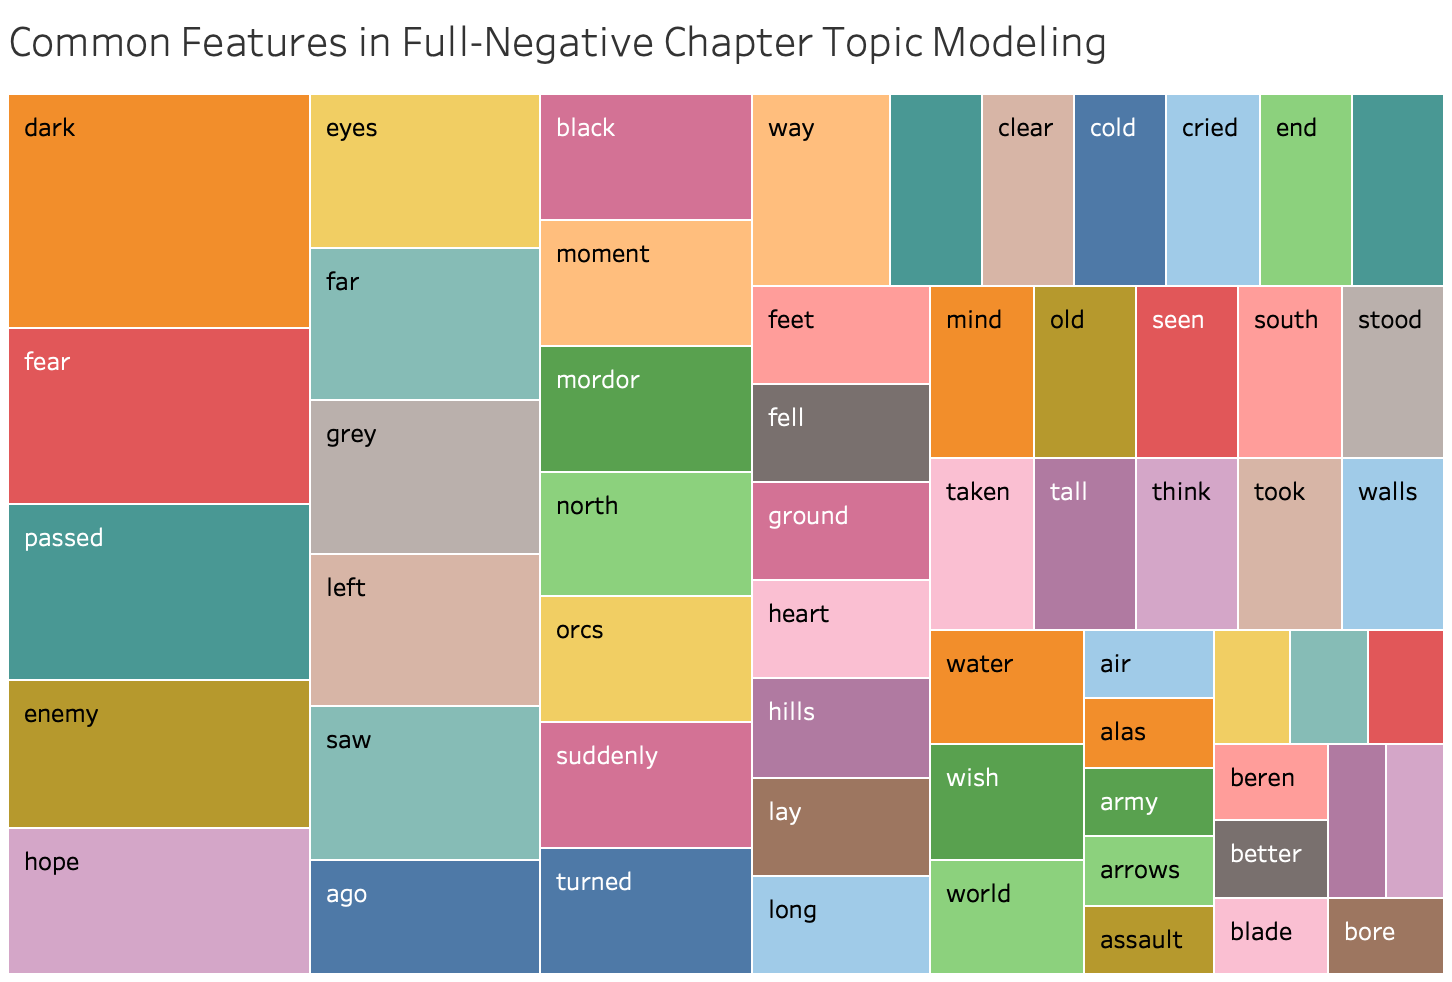 Common Features in Full-Negative Chapter Topic Modeling
dark
fear
passed
enemy
hope
eyes
far
grey
left
saw
ago
black
moment
mordor
north
orcs
suddenly
turned
way
clear
cold
cried
end
feet
fell
ground
heart
hills
lay
long
mind
old
seen
south
stood
taken
tall
think
took
walls
water
wish
world
air
alas
army
arrows
assault
beren
better
blade
bore